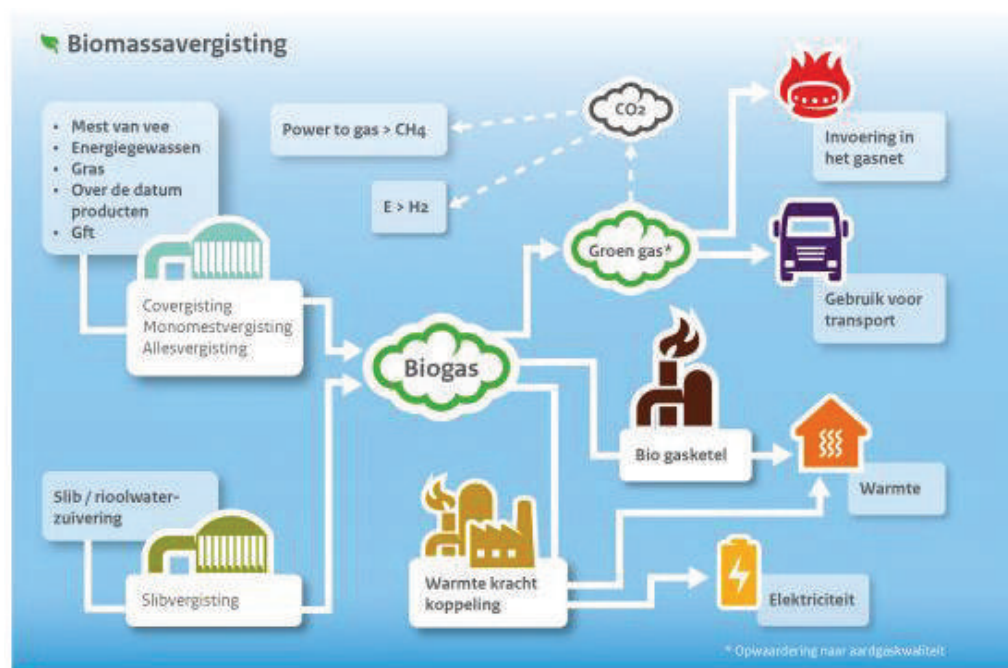 Biomassavergisting
• Mest van vee
• Energiegewassen
• Gras
• Over de datum
producten
• Gft
Covergisting
Monomestvergisting
Allesvergisting
Slib / rioolwater-
zuivering
Slibvergisting
Power to gas > CH4
E > H2
CO2
Groen gas*
Biogas
Invoering in
het gasnet
Gebruik voor
transport
Bio gasketel
Warmte
Warmte kracht
koppeling
Elektriciteit
* Opwaardering naar aardgaskwaliteit